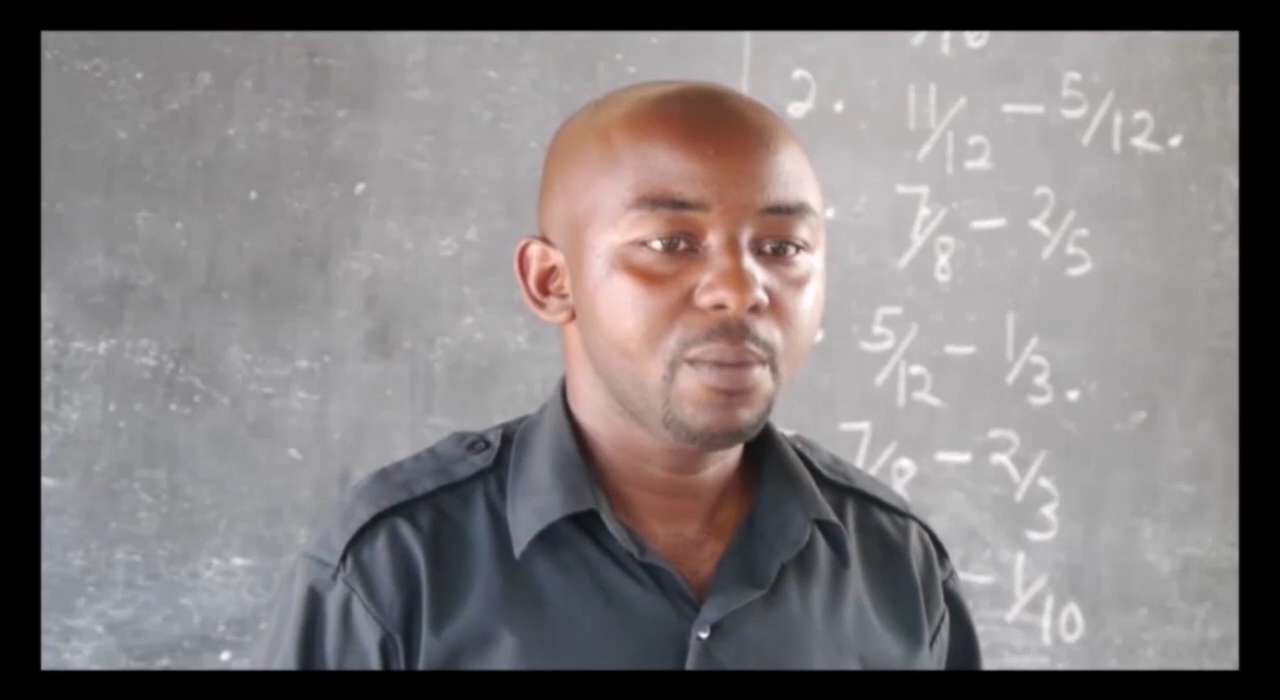 2. 11/12 - 5/12.
7/8 - 2/5
5/12 - 1/3.
7/8 - 2/3
- 1/10